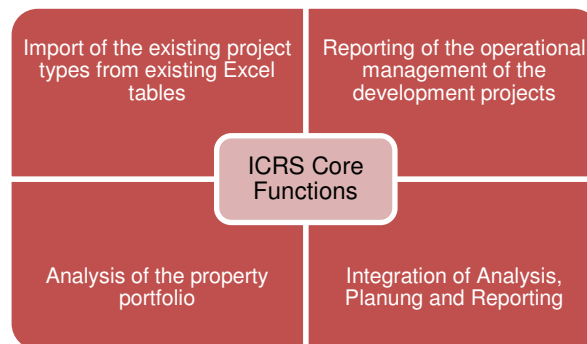 Import of the existing project
types from existing Excel
tables
Reporting of the operational
management of the
development projects
ICRS Core
Functions
Analysis of the property
portfolio
Integration of Analysis,
Planung and Reporting